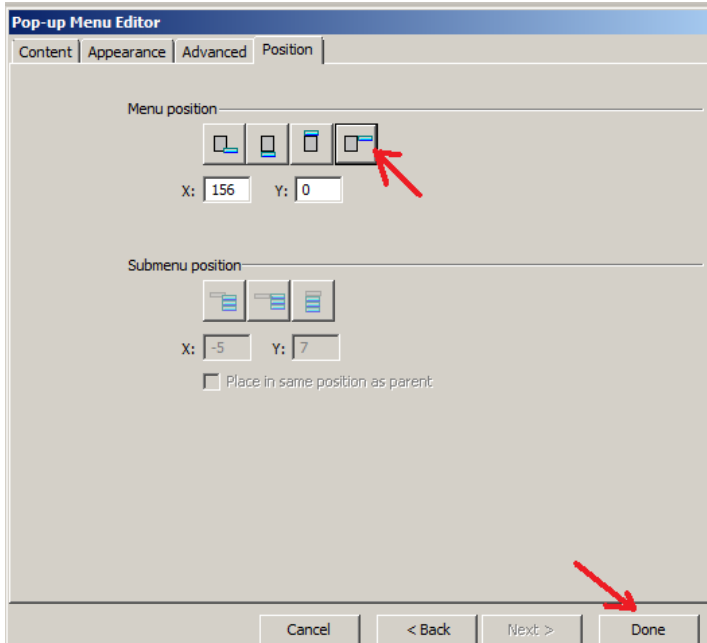 Pop-up Menu Editor
Content Appearance Advanced Position
Menu position
X: 156 Y: 0
Submenu position
X: -5 Y: 7
Place in same position as parent
Cancel < Back Next > Done